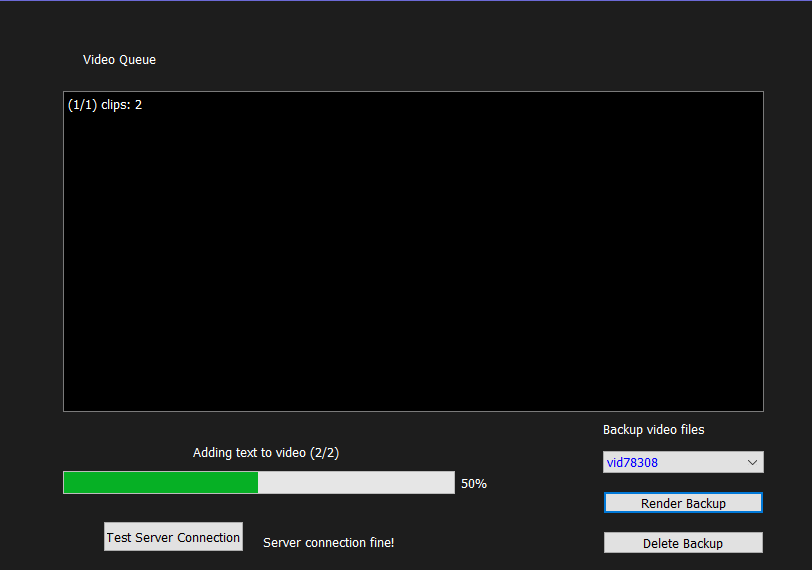 Video Queue
(1/1) clips: 2
Backup video files
Adding text to video (2/2)
vid78308
50%
Render Backup
Test Server Connection
Server connection fine!
Delete Backup